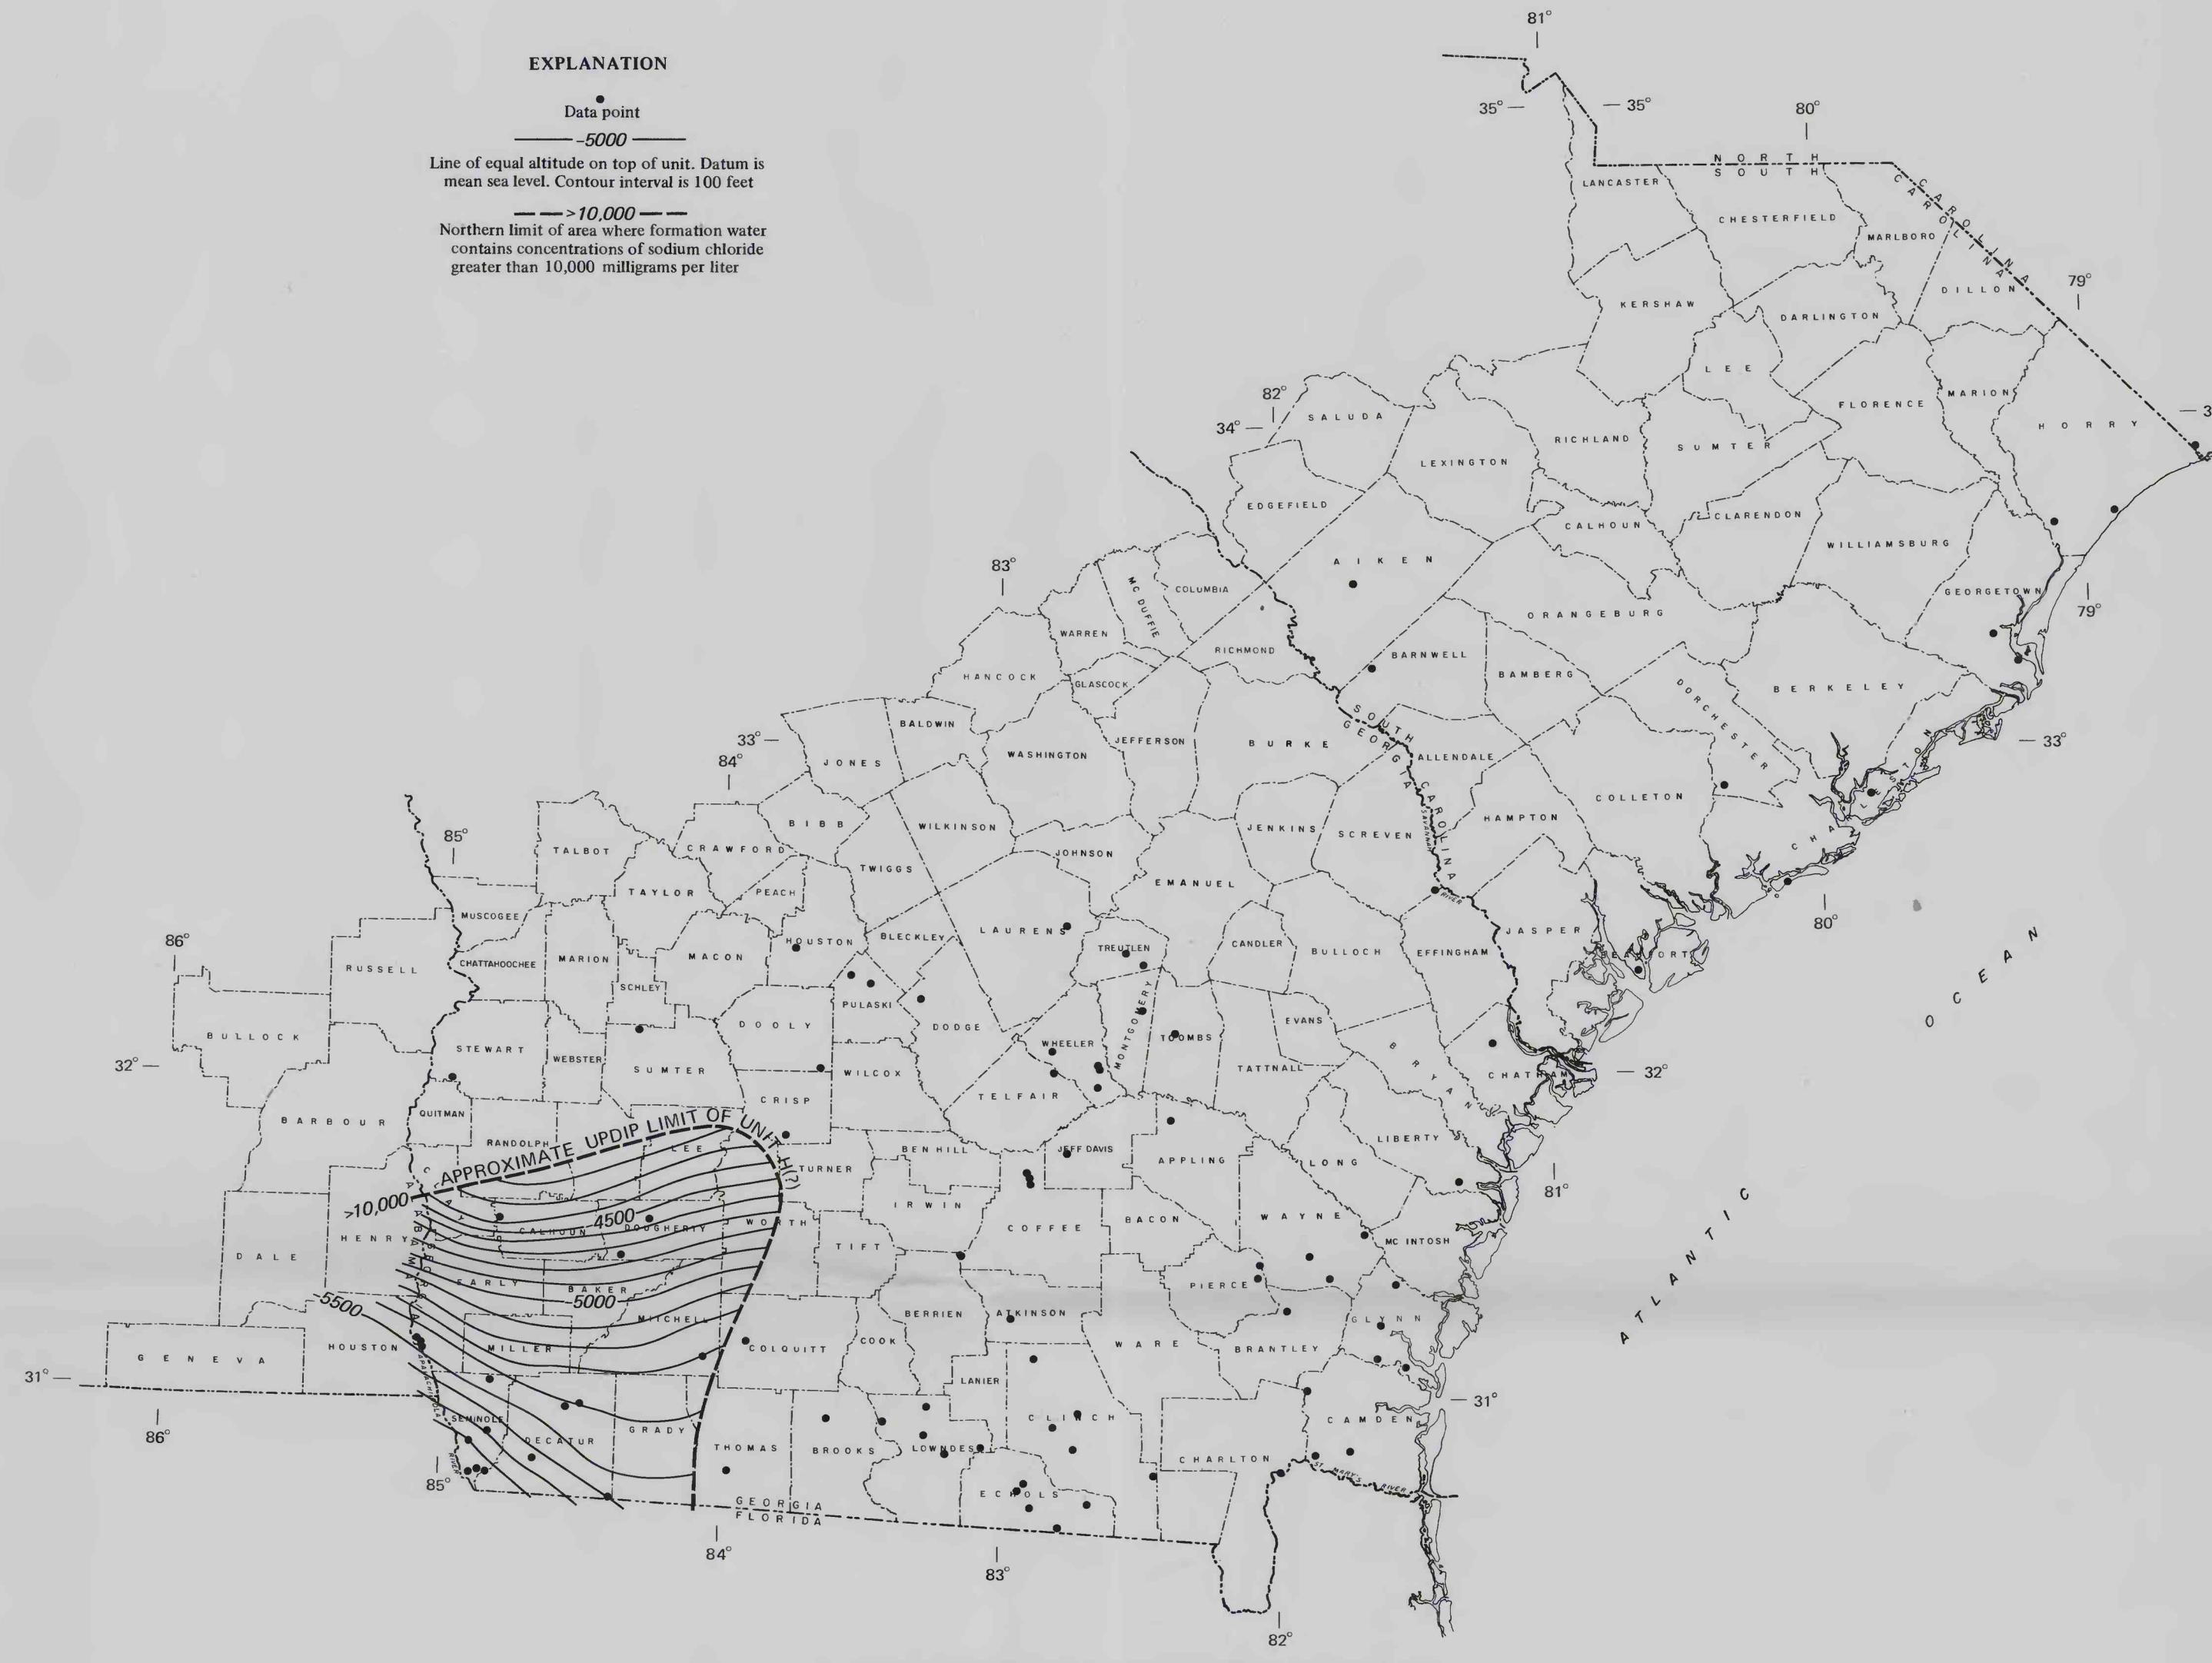 EXPLANATION
Data point
-5000
Line of equal altitude on top of unit. Datum is
mean sea level. Contour interval is 100 feet
>10,000
Northern limit of area where formation water
contains concentrations of sodium chloride
greater than 10,000 milligrams per liter
81°
35°
35°
80°
NORTH
SOUTH
CAROLINA
CAROLINA
LANCASTER
CHESTERFIELD
MARLBORO
DILLON
79°
KERSHAW
DARLINGTON
LEE
82°
34°
SALUDA
FLORENCE
MARION
HORRY
LEXINGTON
RICHLAND
SUMTER
EDGEFIELD
CALHOUN
CLARENDON
WILLIAMSBURG
AIKEN
83°
MC DUFFIE
COLUMBIA
ORANGEBURG
GEORGETOWN
79°
WARREN
RICHMOND
BARNWELL
BAMBERG
HANCOCK
GLASCOCK
DORCHESTER
BERKELEY
33°
BALDWIN
JEFFERSON
BURKE
SOUTH
CAROLINA
GEORGIA
SAVANNAH
RIVER
ALLENDALE
33°
84°
JONES
WASHINGTON
COLLETON
CHARLESTON
85°
BIBB
WILKINSON
JENKINS
SCREVEN
HAMPTON
TALBOT
CRAWFORD
TWIGGS
JOHNSON
EMANUEL
TAYLOR
PEACH
MUSCOGEE
80°
86°
HOUSTON
BLECKLEY
LAURENS
TREUTLEN
CANDLER
BULLOCH
EFFINGHAM
JASPER
BEAUFORT
RUSSELL
CHATTAHOOCHEE
MARION
MACON
SCHLEY
PULASKI
MONTGOMERY
ATLANTIC
OCEAN
BULLOCK
STEWART
WEBSTER
DOOLY
DODGE
WHEELER
TOOMBS
EVANS
BRYAN
32°
SUMTER
WILCOX
TATTNALL
CHATHAM
32°
BARBOUR
QUITMAN
CRISP
TELFAIR
RANDOLPH
APPROXIMATE UPDIP LIMIT OF UNIT H(?)
LEE
TURNER
BEN HILL
JEFF DAVIS
APPLING
LONG
LIBERTY
81°
>10,000
CLAY
IRWIN
HENRY
CALHOUN
4500
DOUGHERTY
WORTH
COFFEE
BACON
WAYNE
MC INTOSH
DALE
TIFT
EARLY
BAKER
5000
PIERCE
-5500
MITCHELL
BERRIEN
ATKINSON
GLYNN
GENEVA
HOUSTON
MILLER
COLQUITT
COOK
WARE
BRANTLEY
31°
LANIER
31°
86°
SEMINOLE
DECATUR
GRADY
THOMAS
BROOKS
LOWNDES
CLINCH
CHARLTON
CAMDEN
85°
RIVER
ECHOLS
ST. MARYS
RIVER
GEORGIA
FLORIDA
84°
83°
82°